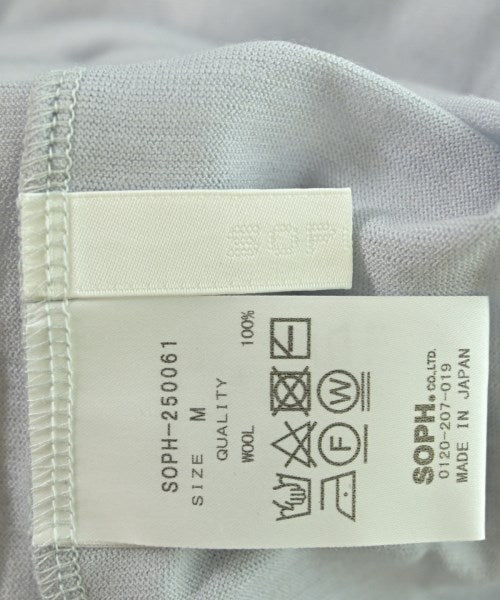 SOPH-250061
SIZE M
QUALITY
WOOL 100%
W
F
SOPH. CO.,LTD.
0120-207-019
MADE IN JAPAN